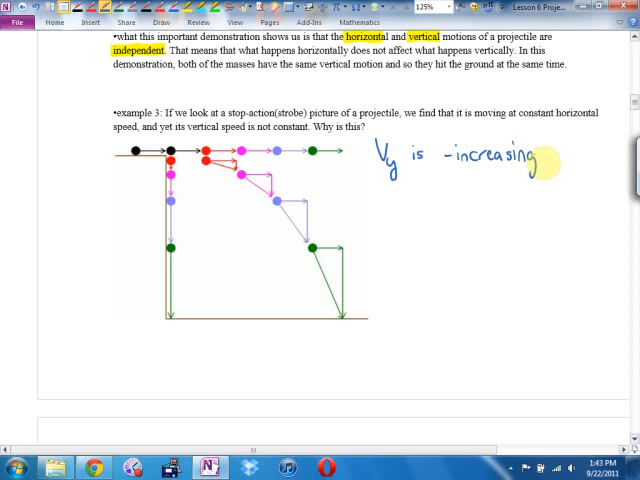 125%
Lesson 6 Proje...
File
Home
Insert
Share
Draw
Review
View
•what this important demonstration shows us is that the horizontal and vertical motions of a projectile are
independent. That means that what happens horizontally does not affect what happens vertically. In this
demonstration, both of the masses have the same vertical motion and so they hit the ground at the same time.
•example 3: If we look at a stop-action(strobe) picture of a projectile, we find that it is moving at constant horizontal
speed, and yet its vertical speed is not constant. Why is this?
Vy is -increasing
1:43 PM
9/22/2011